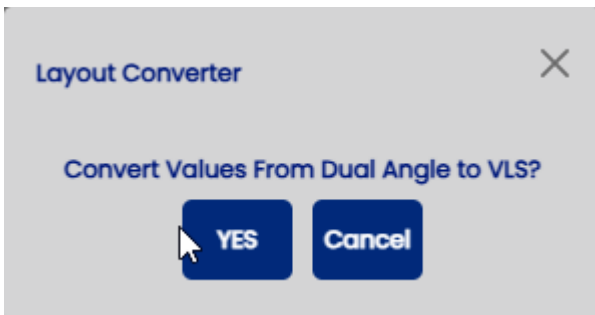 Layout Converter
Convert Values From Dual Angle to VLS?
YES Cancel